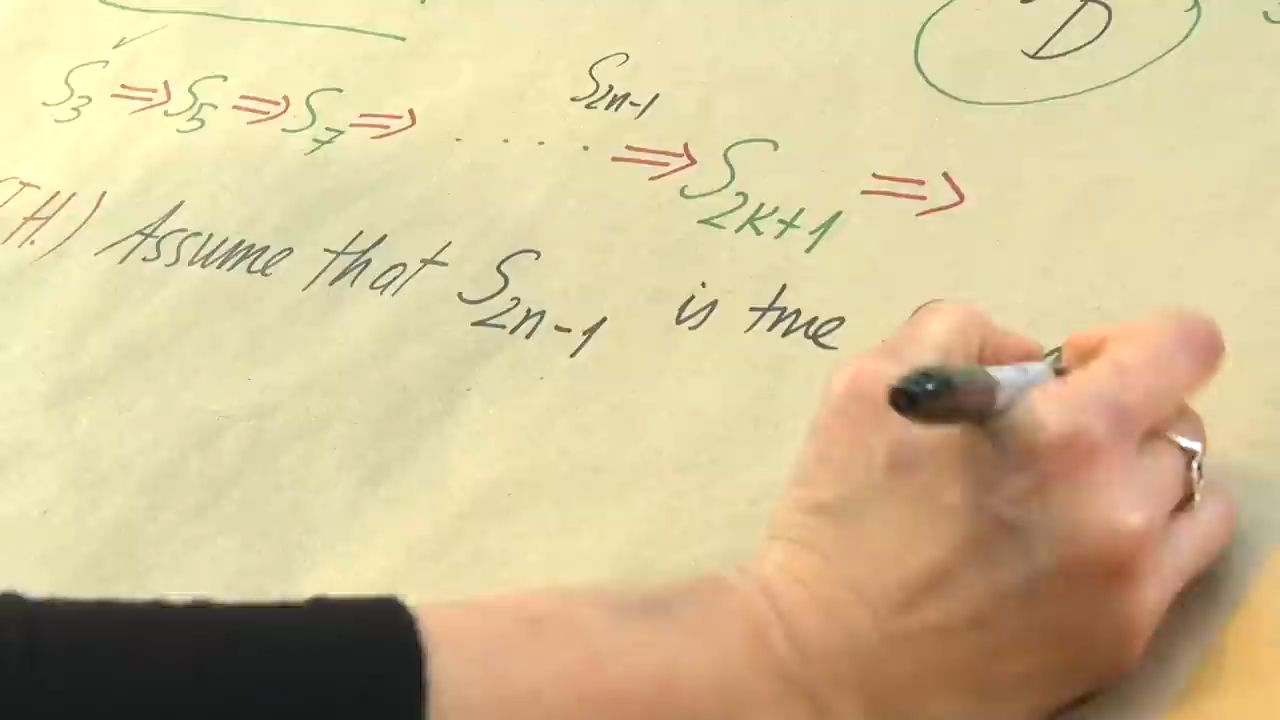 D
S₃ ⇒ S₅ ⇒ S₇ ⇒ ..... S₂ₙ₋₁ ⇒ S₂ₖ₊₁ ⇒
H.) Assume that S₂ₙ₋₁ is true